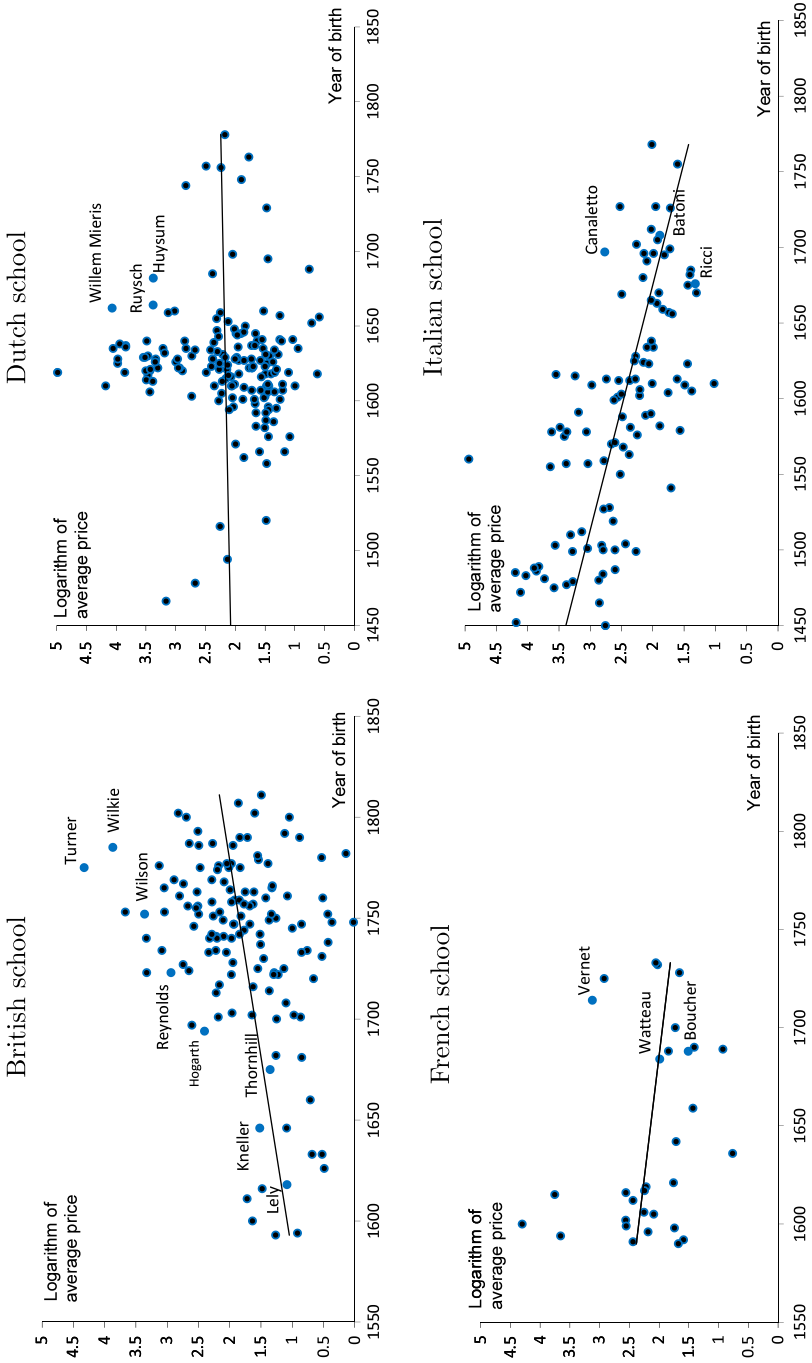 British school
Logarithm of
average price
5
4.5
4
3.5
3
2.5
2
1.5
1
0.5
0
1550
1600
1650
1700
1750
1800
1850
Year of birth
Turner
Wilkie
Wilson
Reynolds
Hogarth
Thornhill
Kneller
Lely
Dutch school
Logarithm of
average price
5
4.5
4
3.5
3
2.5
2
1.5
1
0.5
0
1450
1500
1550
1600
1650
1700
1750
1800
1850
Year of birth
Willem Mieris
Ruysch
Huysum
French school
Logarithm of
average price
5
4.5
4
3.5
3
2.5
2
1.5
1
0.5
0
1550
1600
1650
1700
1750
1800
1850
Year of birth
Vernet
Watteau
Boucher
Italian school
Logarithm of
average price
5
4.5
4
3.5
3
2.5
2
1.5
1
0.5
0
1450
1500
1550
1600
1650
1700
1750
1800
1850
Year of birth
Canaletto
Batoni
Ricci